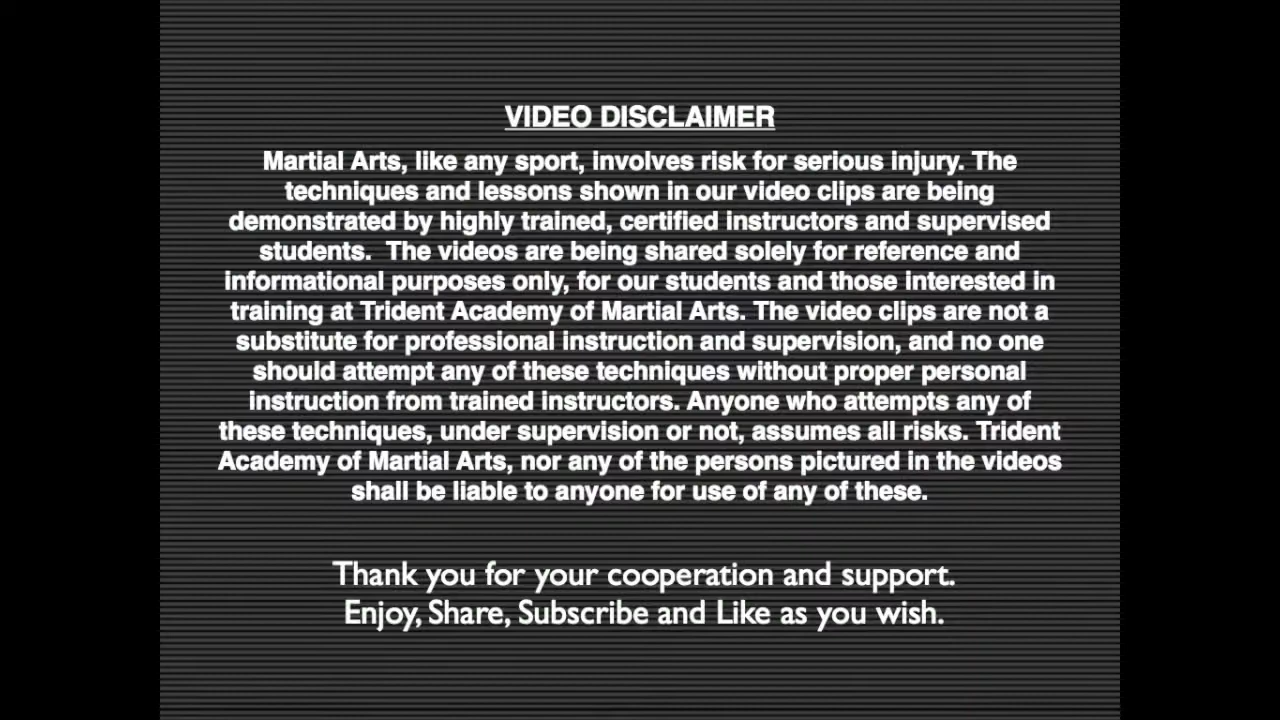 VIDEO DISCLAIMER
Martial Arts, like any sport, involves risk for serious injury. The
techniques and lessons shown in our video clips are being
demonstrated by highly trained, certified instructors and supervised
students.  The videos are being shared solely for reference and
informational purposes only, for our students and those interested in
training at Trident Academy of Martial Arts. The video clips are not a
substitute for professional instruction and supervision, and no one
should attempt any of these techniques without proper personal
instruction from trained instructors. Anyone who attempts any of
these techniques, under supervision or not, assumes all risks. Trident
Academy of Martial Arts, nor any of the persons pictured in the videos
shall be liable to anyone for use of any of these.
Thank you for your cooperation and support.
Enjoy, Share, Subscribe and Like as you wish.